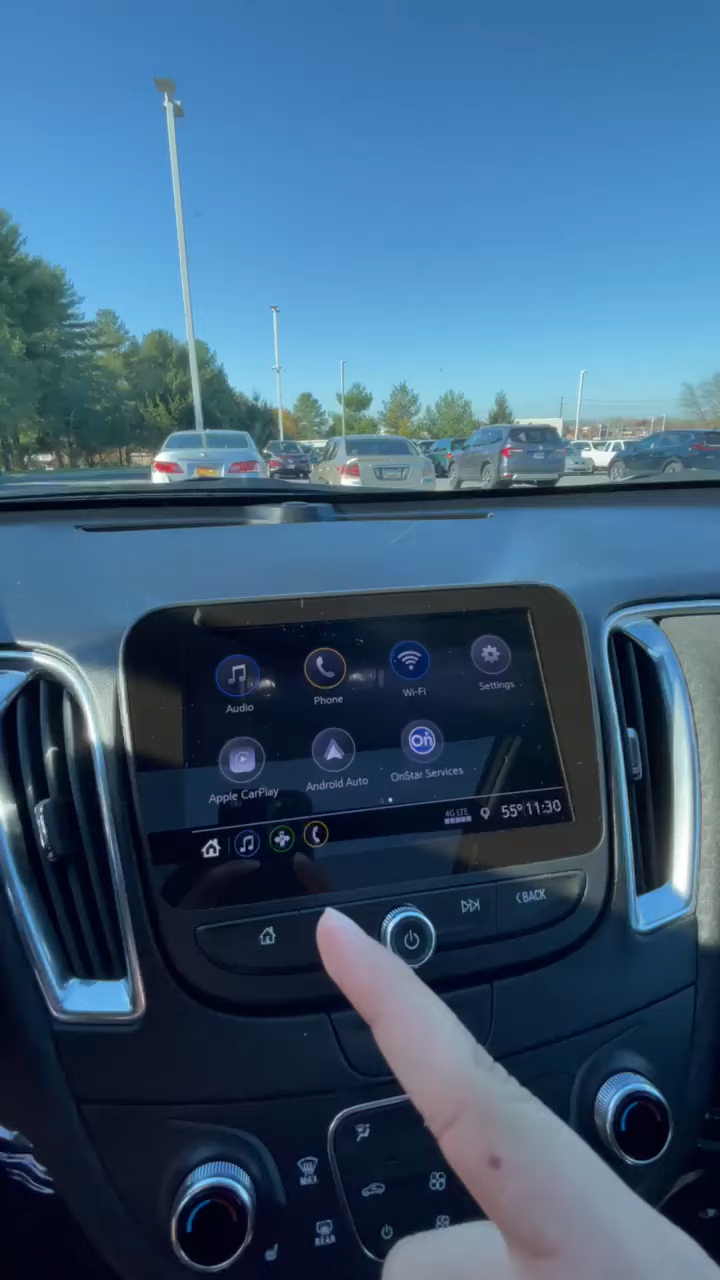 Audio
Phone
Wi-Fi
Settings
Apple CarPlay
Android Auto
On
OnStar Services
4G LTE
55° 11:30
BACK
MAX
REAR